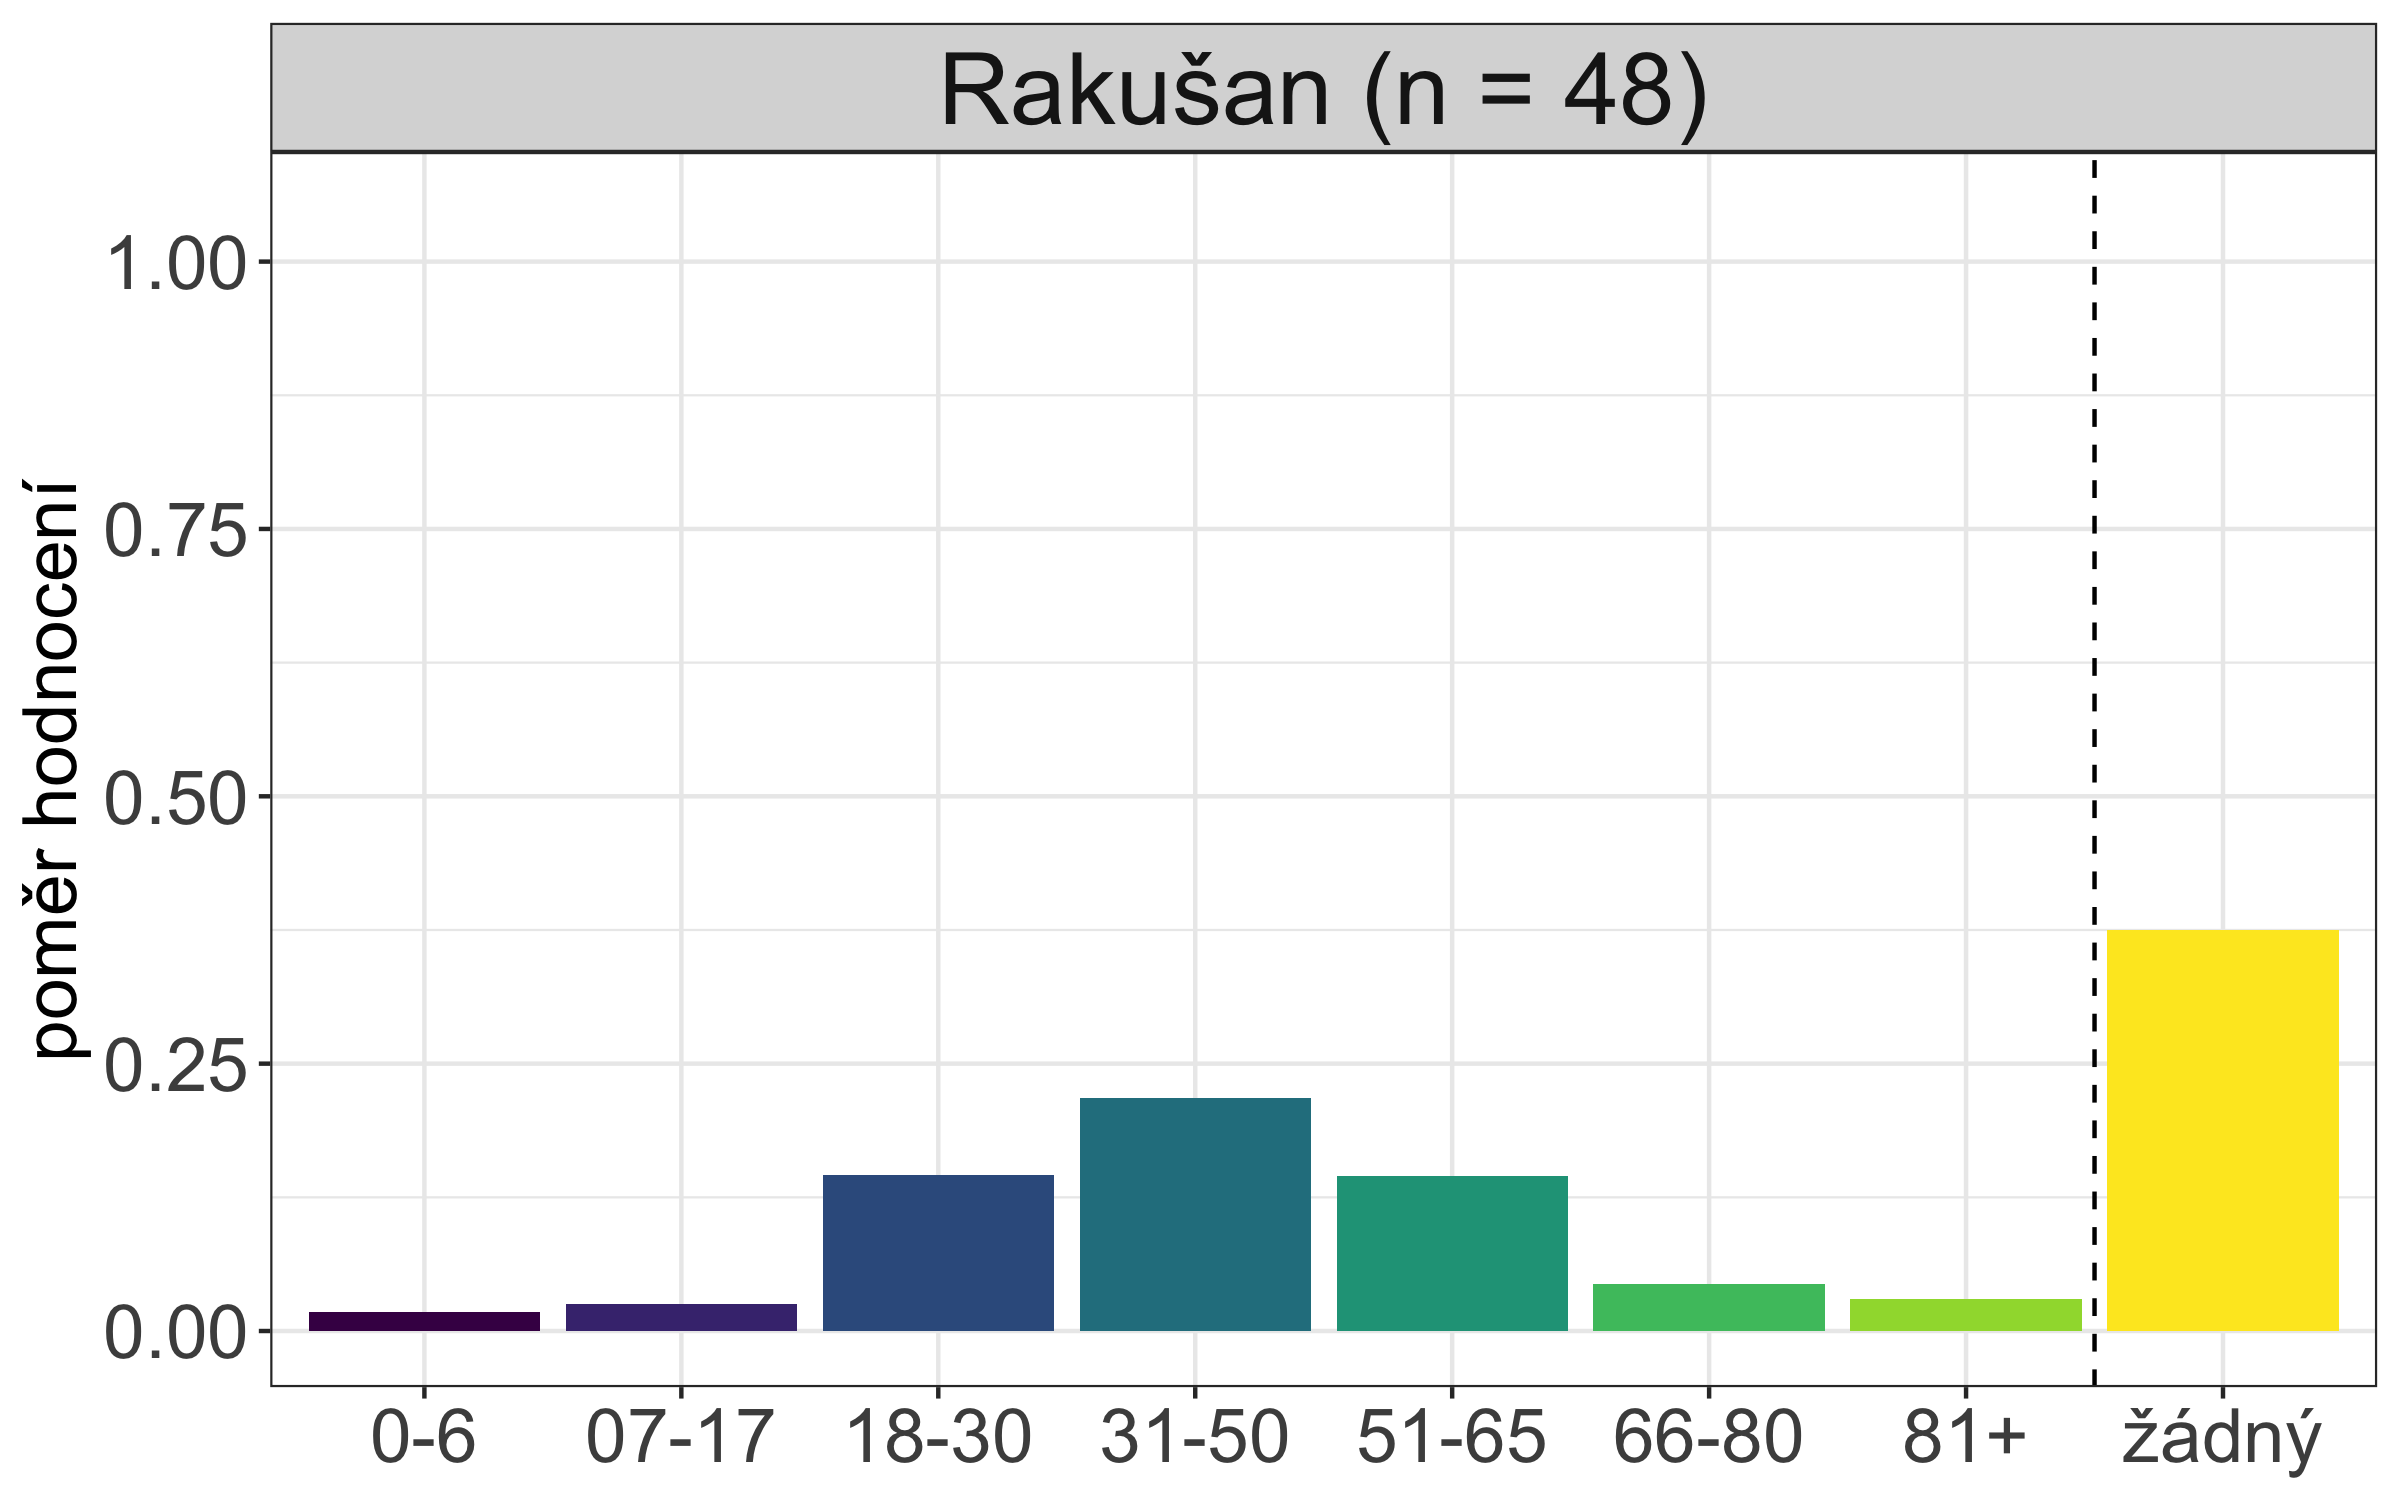 Rakušan (n = 48)
poměr hodnocení
1.00
0.75
0.50
0.25
0.00
0-6 07-17 18-30 31-50 51-65 66-80 81+ žádný